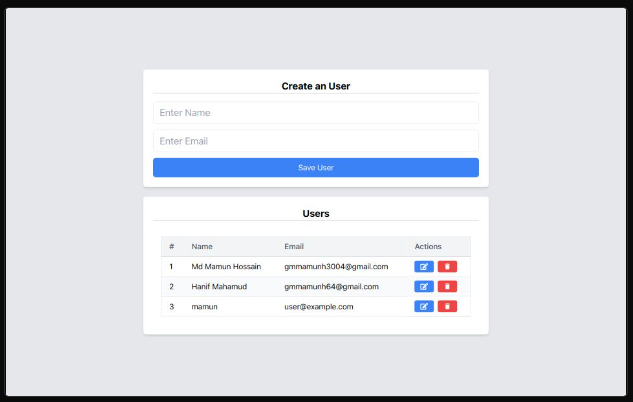 Create an User
Enter Name
Enter Email
Save User
Users
# Name Email Actions
1 Md Mamun Hossain gmmamunh3004@gmail.com
2 Hanif Mahamud gmmamunh64@gmail.com
3 mamun user@example.com